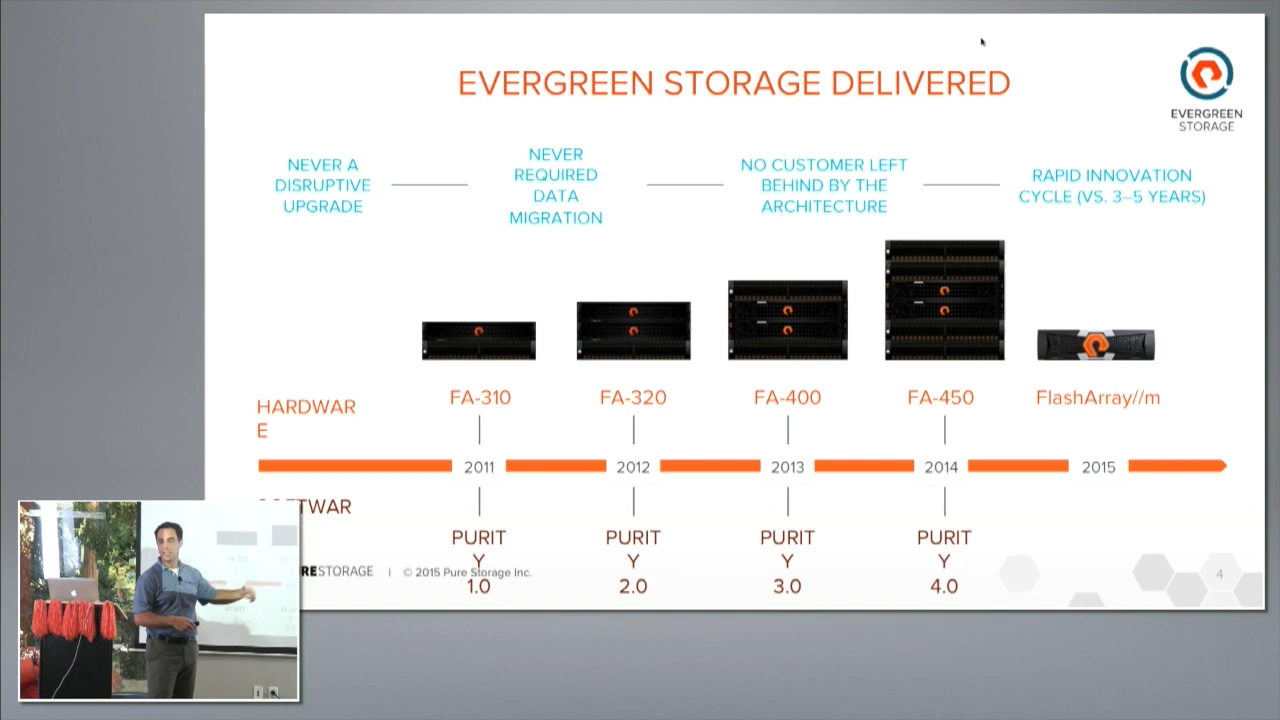 EVERGREEN STORAGE DELIVERED
EVERGREEN
STORAGE
NEVER A
DISRUPTIVE
UPGRADE
NEVER
REQUIRED
DATA
MIGRATION
NO CUSTOMER LEFT
BEHIND BY THE
ARCHITECTURE
RAPID INNOVATION
CYCLE (VS. 3–5 YEARS)
HARDWAR
E
FA-310
FA-320
FA-400
FA-450
FlashArray//m
2011
2012
2013
2014
2015
PURIT
Y
1.0
PURIT
Y
2.0
PURIT
Y
3.0
PURIT
Y
4.0
RESTORAGE | © 2015 Pure Storage Inc.
4